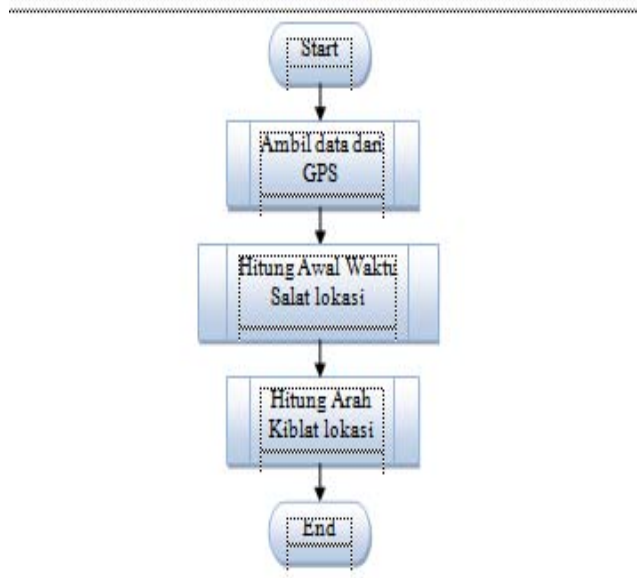 Start
Ambil data dari
GPS
Hitung Awal Waktu
Salat lokasi
Hitung Arah
Kiblat lokasi
End